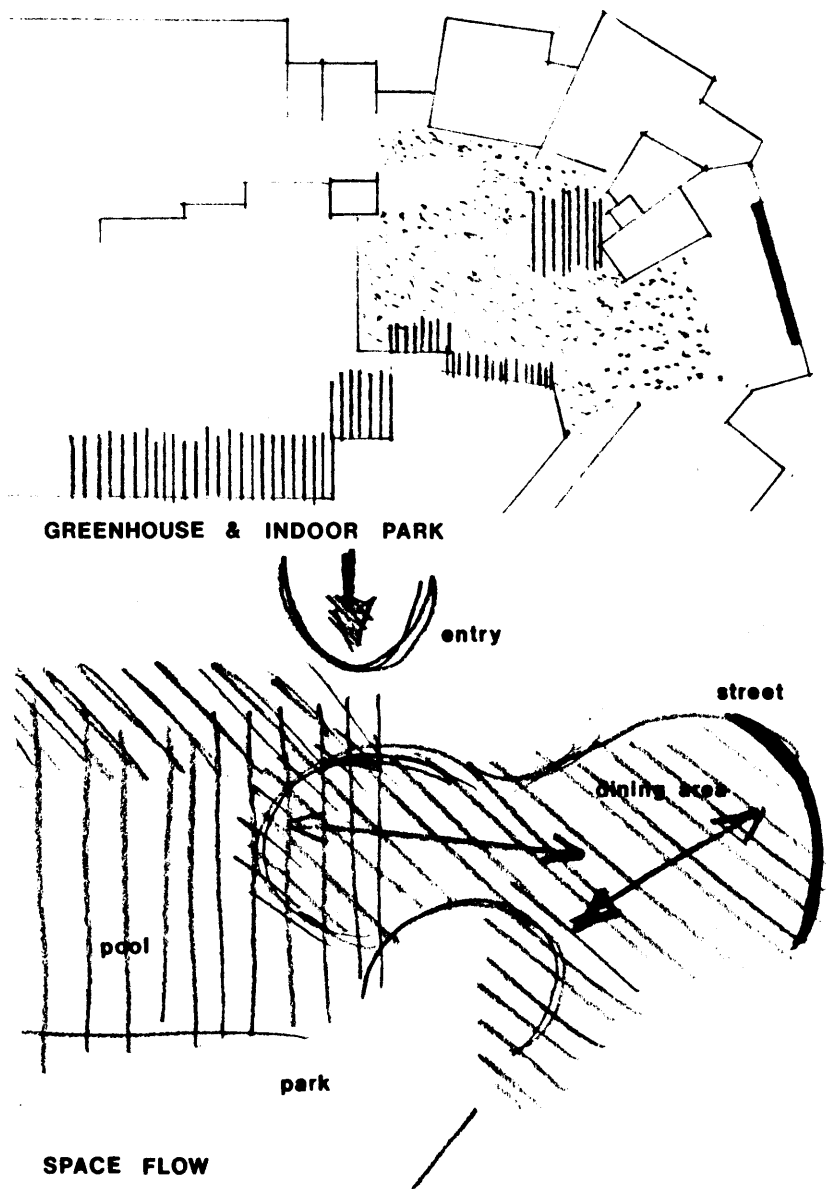 GREENHOUSE & INDOOR PARK
entry
street
dining area
pool
park
SPACE FLOW